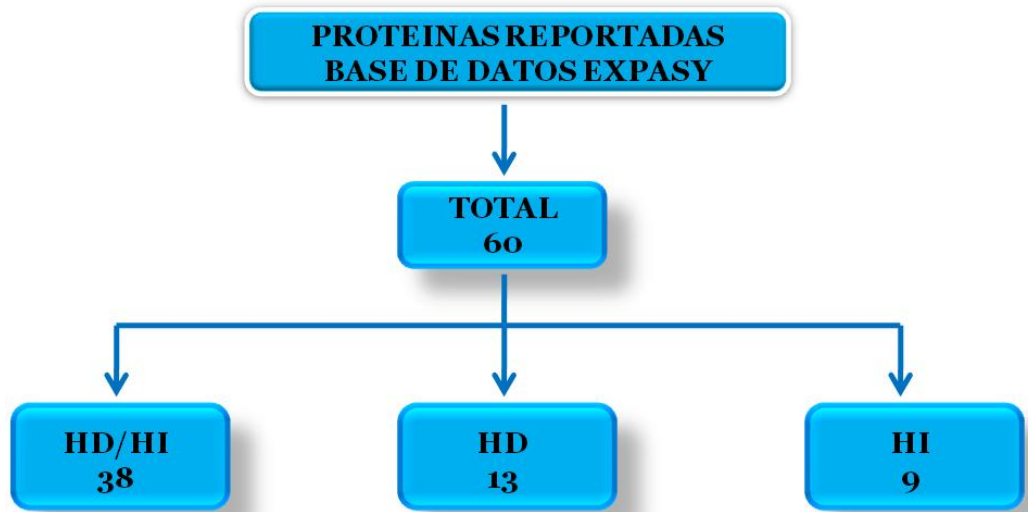 PROTEINAS REPORTADAS
BASE DE DATOS EXPASY
TOTAL
60
HD/HI
38
HD
13
HI
9